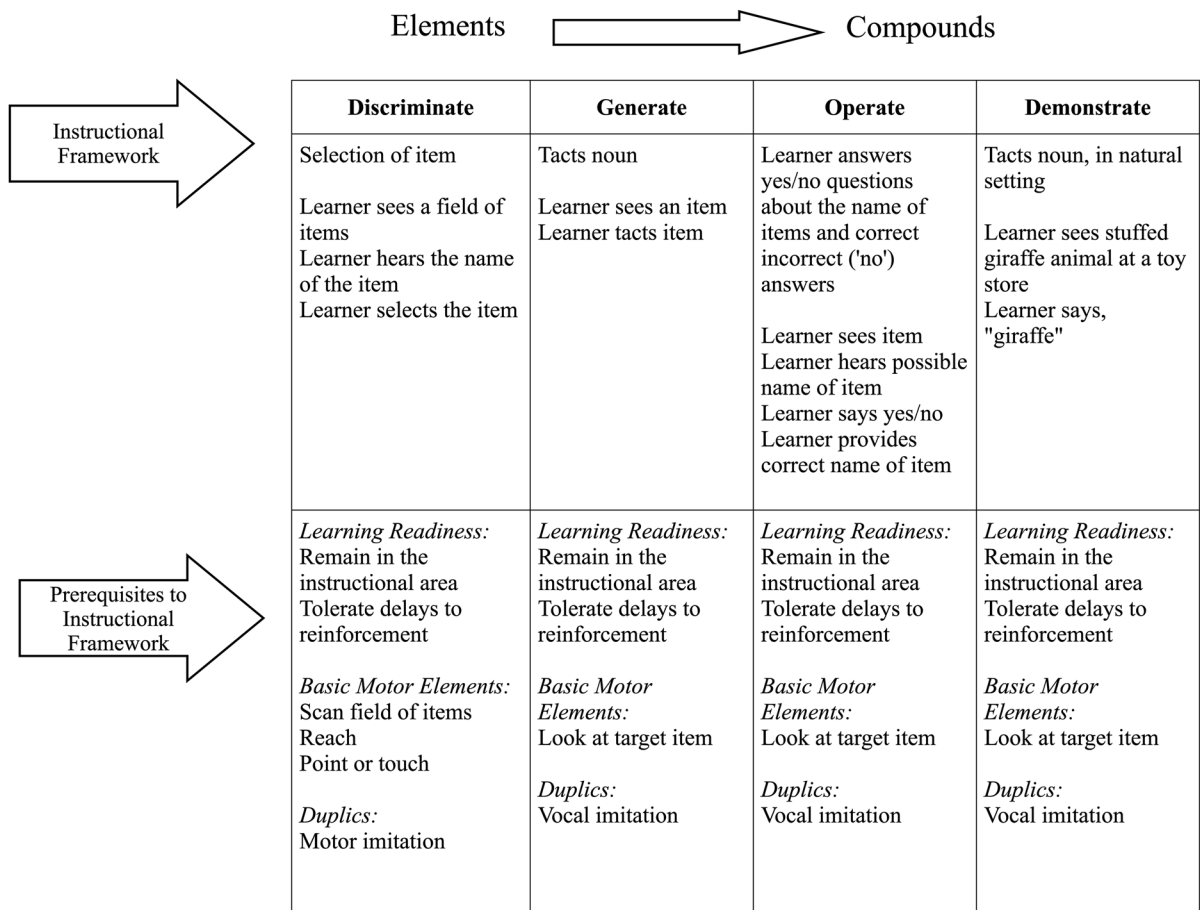 Elements
Compounds
Instructional
Framework
Discriminate
Generate
Operate
Demonstrate
Selection of item
Learner sees a field of
items
Learner hears the name
of the item
Learner selects the item
Tacts noun
Learner sees an item
Learner tacts item
Learner answers
yes/no questions
about the name of
items and correct
incorrect ('no')
answers
Learner sees item
Learner hears possible
name of item
Learner says yes/no
Learner provides
correct name of item
Tacts noun, in natural
setting
Learner sees stuffed
giraffe animal at a toy
store
Learner says,
"giraffe"
Prerequisites to
Instructional
Framework
Learning Readiness:
Remain in the
instructional area
Tolerate delays to
reinforcement
Basic Motor Elements:
Scan field of items
Reach
Point or touch
Duplics:
Motor imitation
Learning Readiness:
Remain in the
instructional area
Tolerate delays to
reinforcement
Basic Motor
Elements:
Look at target item
Duplics:
Vocal imitation
Learning Readiness:
Remain in the
instructional area
Tolerate delays to
reinforcement
Basic Motor
Elements:
Look at target item
Duplics:
Vocal imitation
Learning Readiness:
Remain in the
instructional area
Tolerate delays to
reinforcement
Basic Motor
Elements:
Look at target item
Duplics:
Vocal imitation